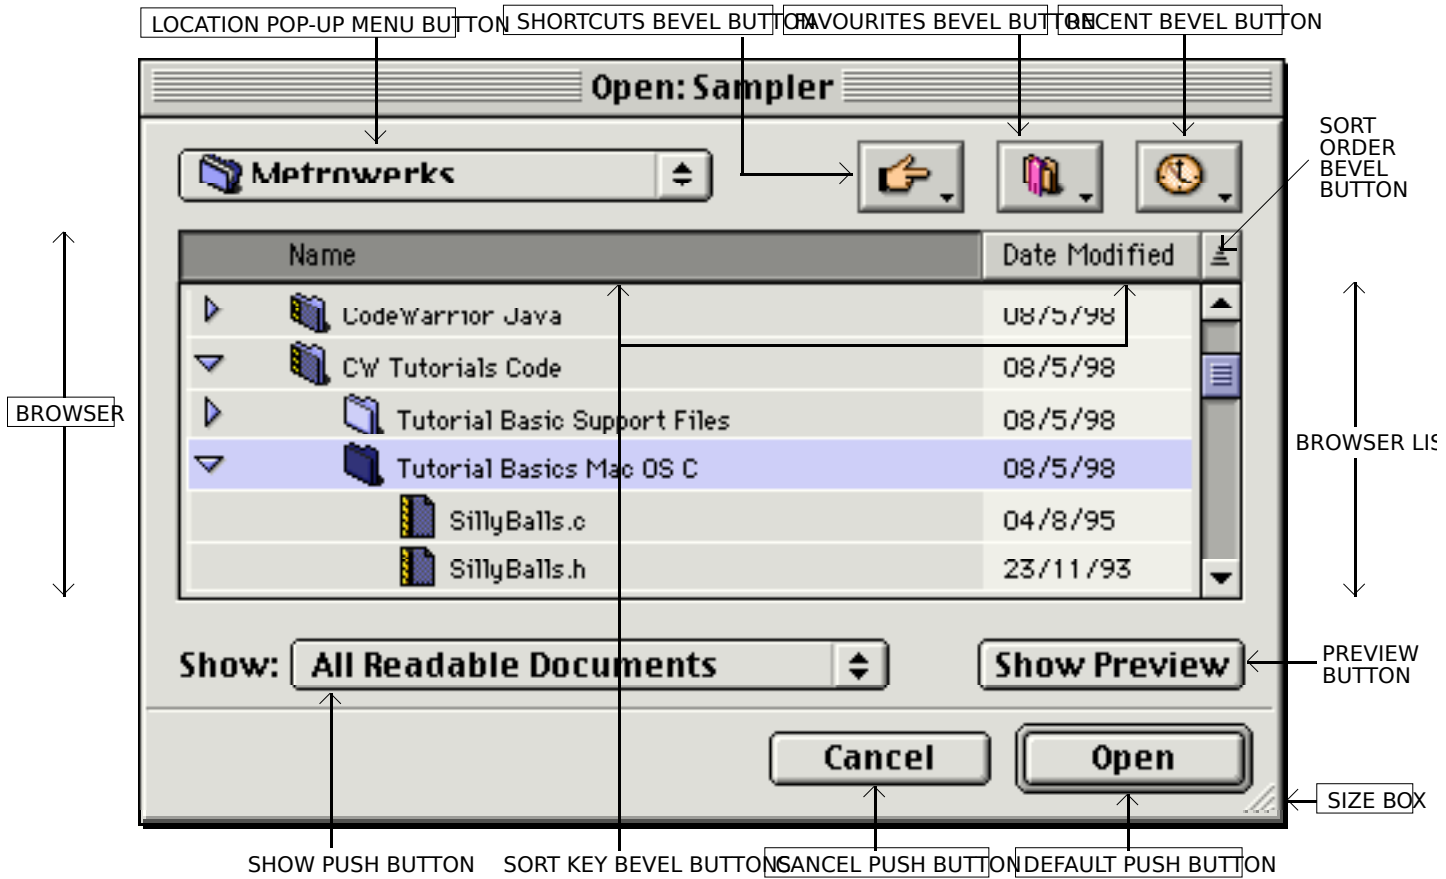 LOCATION POP-UP MENU BUTTON
SHORTCUTS BEVEL BUTTON
FAVOURITES BEVEL BUTTON
RECENT BEVEL BUTTON
Open: Sampler
SORT
ORDER
BEVEL
BUTTON
Metrowerks
Name
Date Modified
CodeWarrior Java 08/5/98
CW Tutorials Code 08/5/98
Tutorial Basic Support Files 08/5/98
Tutorial Basics Mac OS C 08/5/98
SillyBalls.c 04/8/95
SillyBalls.h 23/11/93
BROWSER
BROWSER LIS
Show: All Readable Documents
Show Preview
PREVIEW
BUTTON
Cancel
Open
SIZE BOX
SHOW PUSH BUTTON
SORT KEY BEVEL BUTTONS
CANCEL PUSH BUTTON
DEFAULT PUSH BUTTON